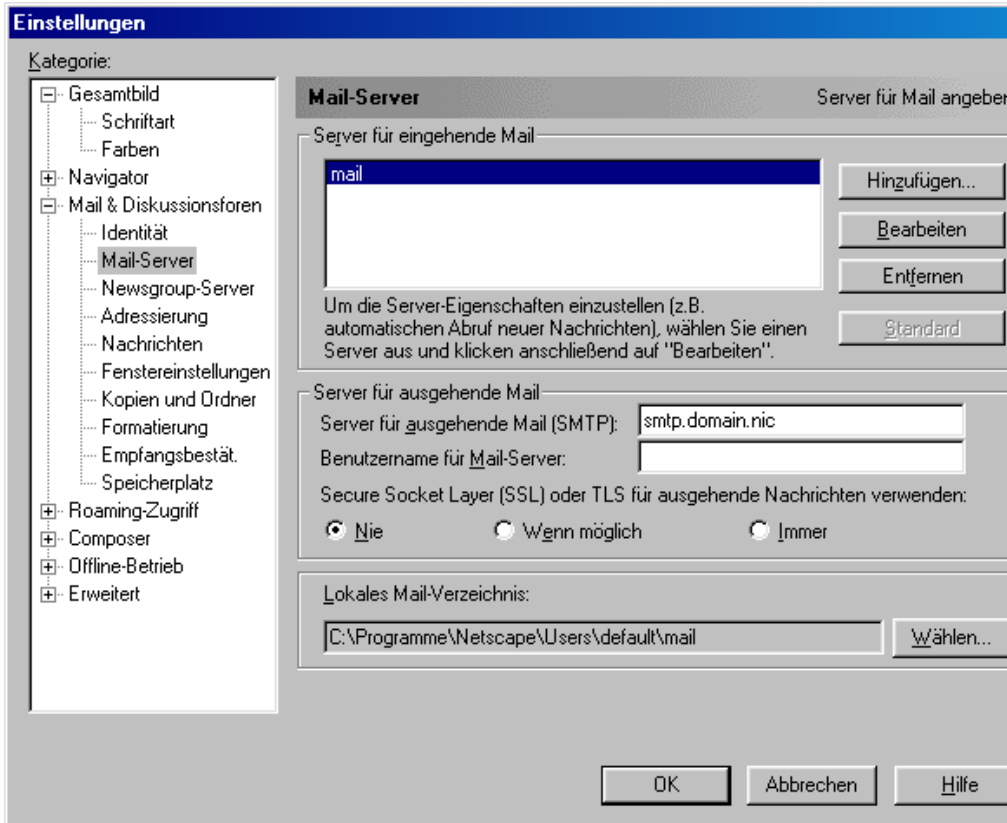 Einstellungen
Kategorie:
Gesamtbild
Schriftart
Farben
Navigator
Mail & Diskussionsforen
Identität
Mail-Server
Newsgroup-Server
Adressierung
Nachrichten
Fenstereinstellungen
Kopien und Ordner
Formatierung
Empfangsbestät.
Speicherplatz
Roaming-Zugriff
Composer
Offline-Betrieb
Erweitert
Mail-Server Server für Mail angeben
Server für eingehende Mail
mail
Hinzufügen...
Bearbeiten
Entfernen
Standard
Um die Server-Eigenschaften einzustellen (z.B.
automatischen Abruf neuer Nachrichten), wählen Sie einen
Server aus und klicken anschließend auf "Bearbeiten".
Server für ausgehende Mail
Server für ausgehende Mail (SMTP): smtp.domain.nic
Benutzername für Mail-Server:
Secure Socket Layer (SSL) oder TLS für ausgehende Nachrichten verwenden:
Nie Wenn möglich Immer
Lokales Mail-Verzeichnis:
C:\Programme\Netscape\Users\default\mail Wählen...
OK Abbrechen Hilfe